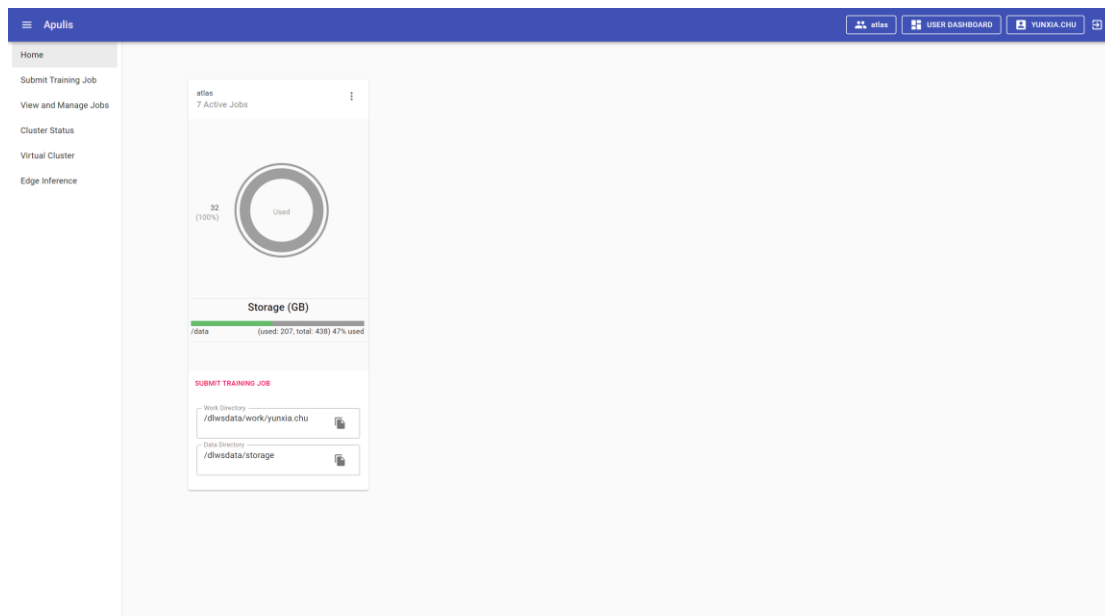 Apulis
atlas
USER DASHBOARD
YUNXIA.CHU
Home
Submit Training Job
View and Manage Jobs
Cluster Status
Virtual Cluster
Edge Inference
atlas
7 Active Jobs
32
(100%)
Used
Storage (GB)
/data (used: 207, total: 438) 47% used
SUBMIT TRAINING JOB
Work Directory
/dlwsdata/work/yunxia.chu
Data Directory
/dlwsdata/storage